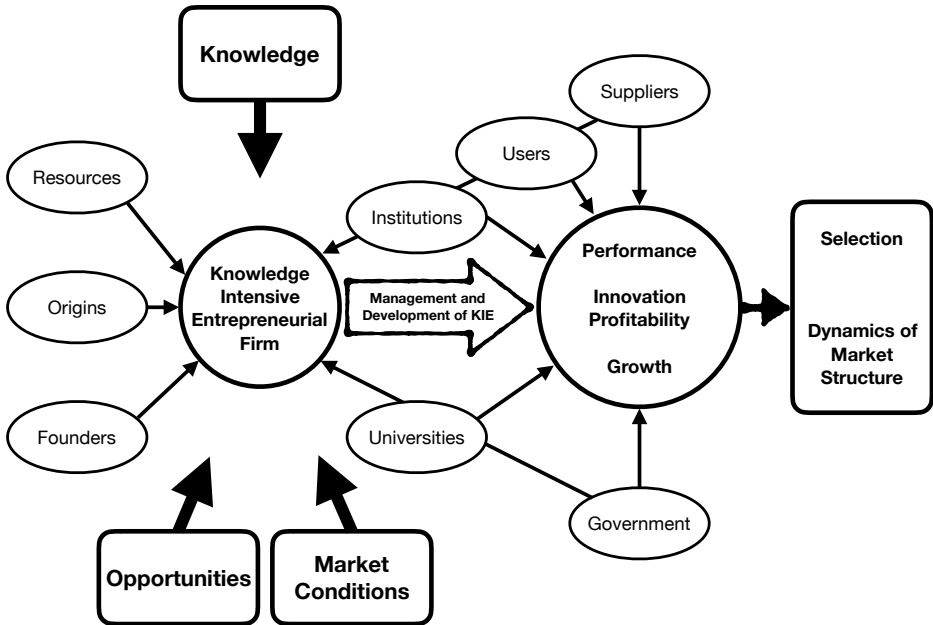 Knowledge
Suppliers
Users
Resources
Institutions
Knowledge
Intensive
Entrepreneurial
Firm
Origins
Management and
Development of KIE
Performance
Innovation
Profitability
Growth
Selection
Dynamics of
Market
Structure
Founders
Universities
Government
Opportunities
Market
Conditions